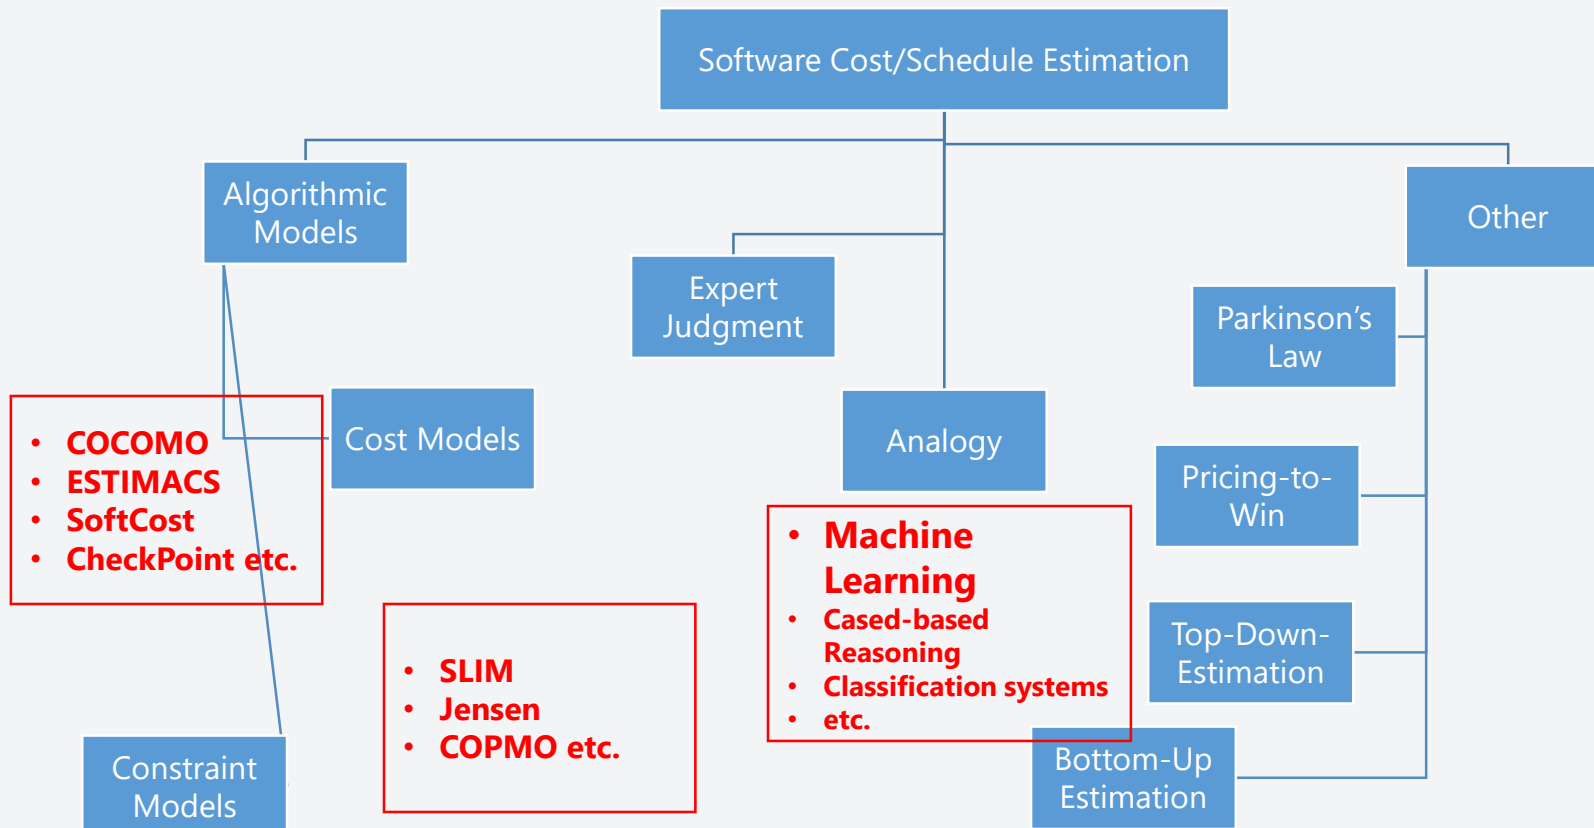 Software Cost/Schedule Estimation
Algorithmic
Models
Other
Expert
Judgment
Parkinson's
Law
Cost Models
• COCOMO
• ESTIMACS
• SoftCost
• CheckPoint etc.
Analogy
Pricing-to-
Win
• Machine
Learning
• Cased-based
Reasoning
• Classification systems
• etc.
• SLIM
• Jensen
• COPMO etc.
Top-Down-
Estimation
Constraint
Models
Bottom-Up
Estimation